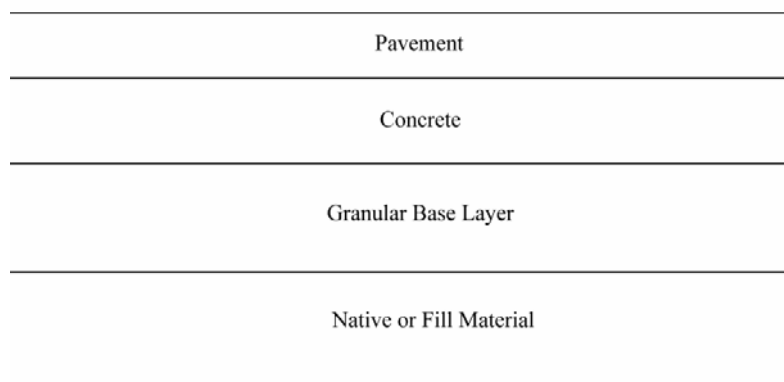 Pavement
Concrete
Granular Base Layer
Native or Fill Material